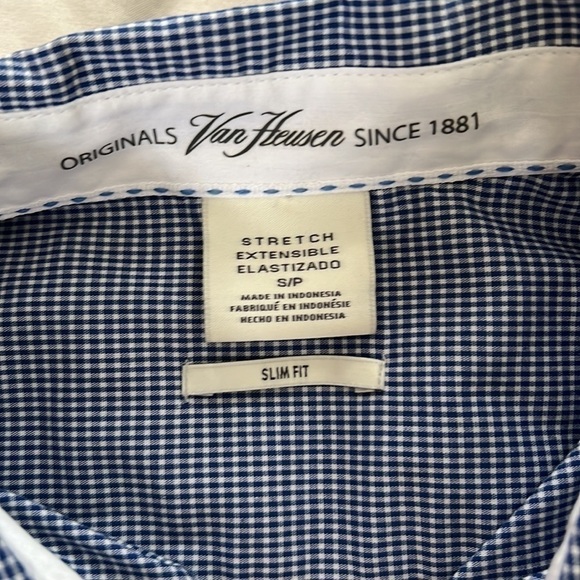 ORIGINALS Van Heusen SINCE 1881
STRETCH
EXTENSIBLE
ELASTIZADO
S/P
MADE IN INDONESIA
FABRIQUÉ EN INDONÉSIE
HECHO EN INDONESIA
SLIM FIT